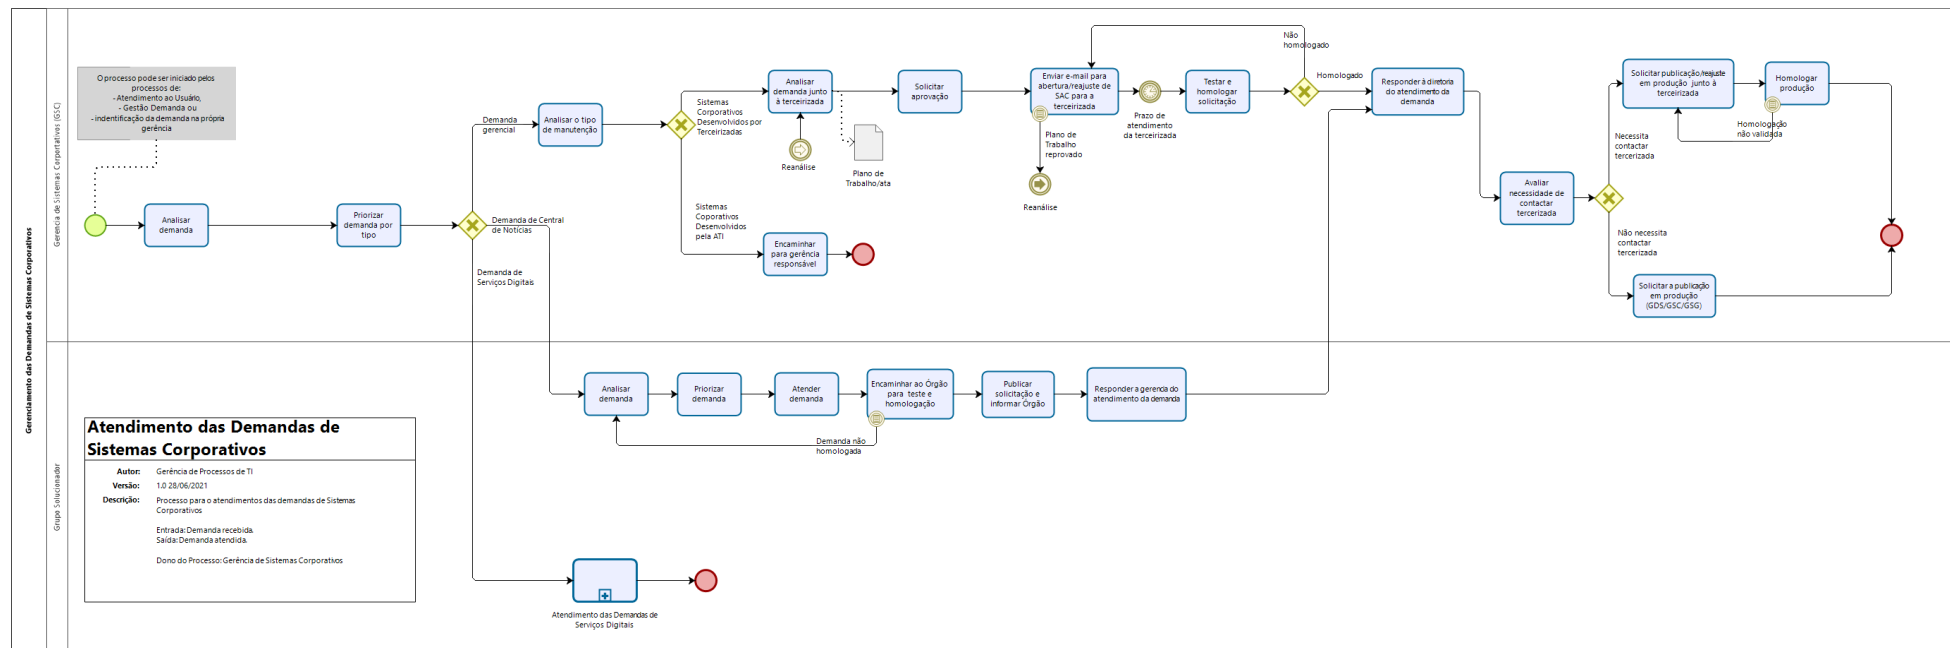 Gerenciamento das Demandas de Sistemas Corporativos
Gerencia de Sistemas Corportativos (GSC)
O processo pode ser iniciado pelos
processos de:
- Atendimento ao Usuário,
- Gestão Demanda ou
- indentificação da demanda na própria
gerência
Analisar
demanda
Priorizar
demanda por
tipo
Demanda
gerencial
Demanda de Central
de Notícias
Demanda de
Serviços Digitais
Analisar o tipo
de manutenção
Sistemas
Corporativos
Desenvolvidos por
Terceirizadas
Sistemas
Coporativos
Desenvolvidos
pela ATI
Analisar
demanda junto
à terceirizada
Reanálise
Plano de
Trabalho/ata
Encaminhar
para gerência
responsável
Solicitar
aprovação
Enviar e-mail para
abertura/reajuste de
SAC para a
terceirizada
Plano de
Trabalho
reprovado
Reanálise
Prazo de
atendimento
da terceirizada
Testar e
homologar
solicitação
Não
homologado
Homologado
Responder à diretoria
do atendimento da
demanda
Avaliar
necessidade de
contactar
tercerizada
Necessita
contactar
tercerizada
Não necessita
contactar
tercerizada
Solicitar publicação/reajuste
em produção junto à
terceirizada
Homologar
produção
Homologação
não validada
Solicitar a publicação
em produção
(GDS/GSC/GSG)
Grupo Solucionador
Analisar
demanda
Priorizar
demanda
Atender
demanda
Encaminhar ao Órgão
para teste e
homologação
Demanda não
homologada
Publicar
solicitação e
informar Órgão
Responder a gerencia do
atendimento da demanda
Atendimento das Demandas de
Sistemas Corporativos
Autor: Gerência de Processos de TI
Versão: 1.0 28/06/2021
Descrição: Processo para o atendimentos das demandas de Sistemas
Corporativos
Entrada: Demanda recebida.
Saída: Demanda atendida.
Dono do Processo: Gerência de Sistemas Corporativos
Atendimento das Demandas de
Serviços Digitais